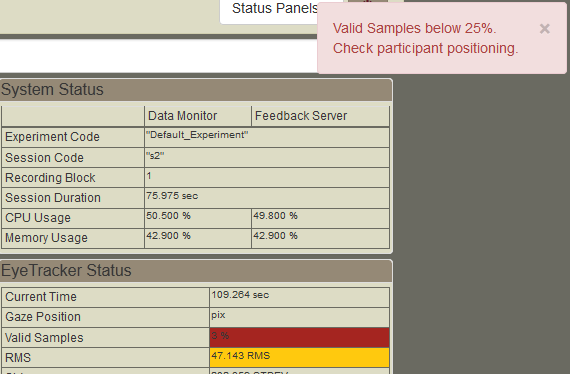 Status Panels
Valid Samples below 25%.
Check participant positioning.
×
System Status
Data Monitor Feedback Server
Experiment Code "Default_Experiment"
Session Code "s2"
Recording Block 1
Session Duration 75.975 sec
CPU Usage 50.500 % 49.800 %
Memory Usage 42.900 % 42.900 %
EyeTracker Status
Current Time 109.264 sec
Gaze Position pix
Valid Samples 3 %
RMS 47.143 RMS